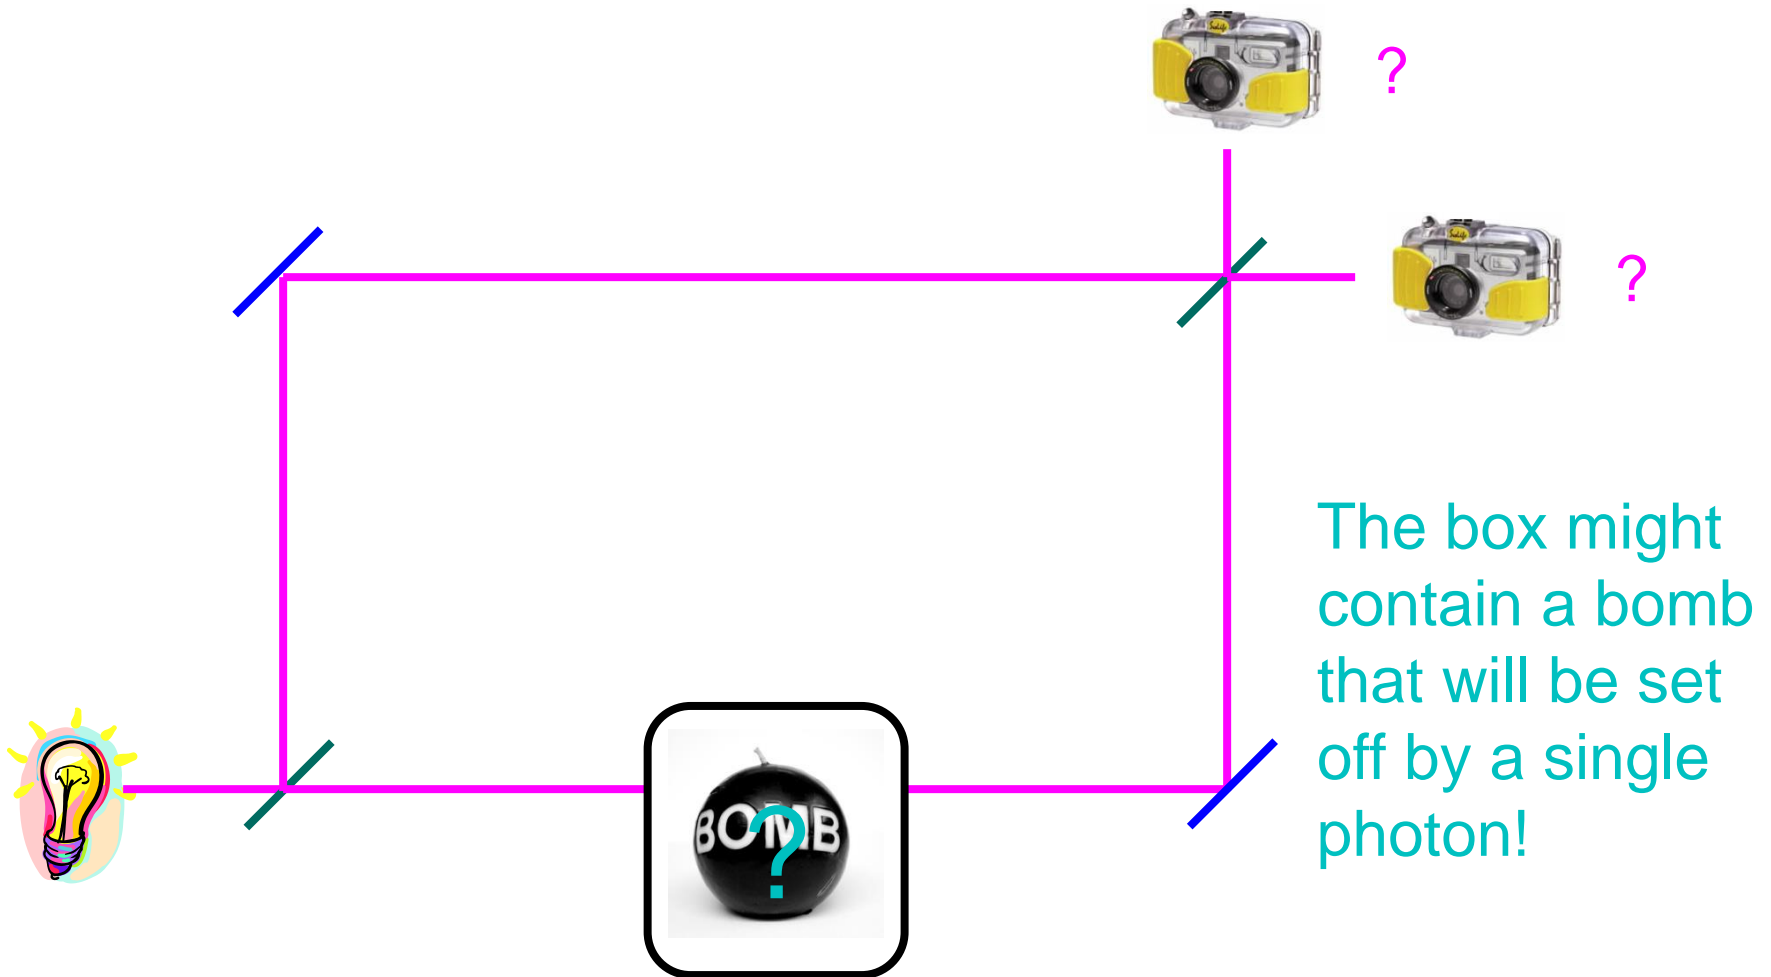 ?
?
The box might
contain a bomb
that will be set
off by a single
photon!
BOMB
?